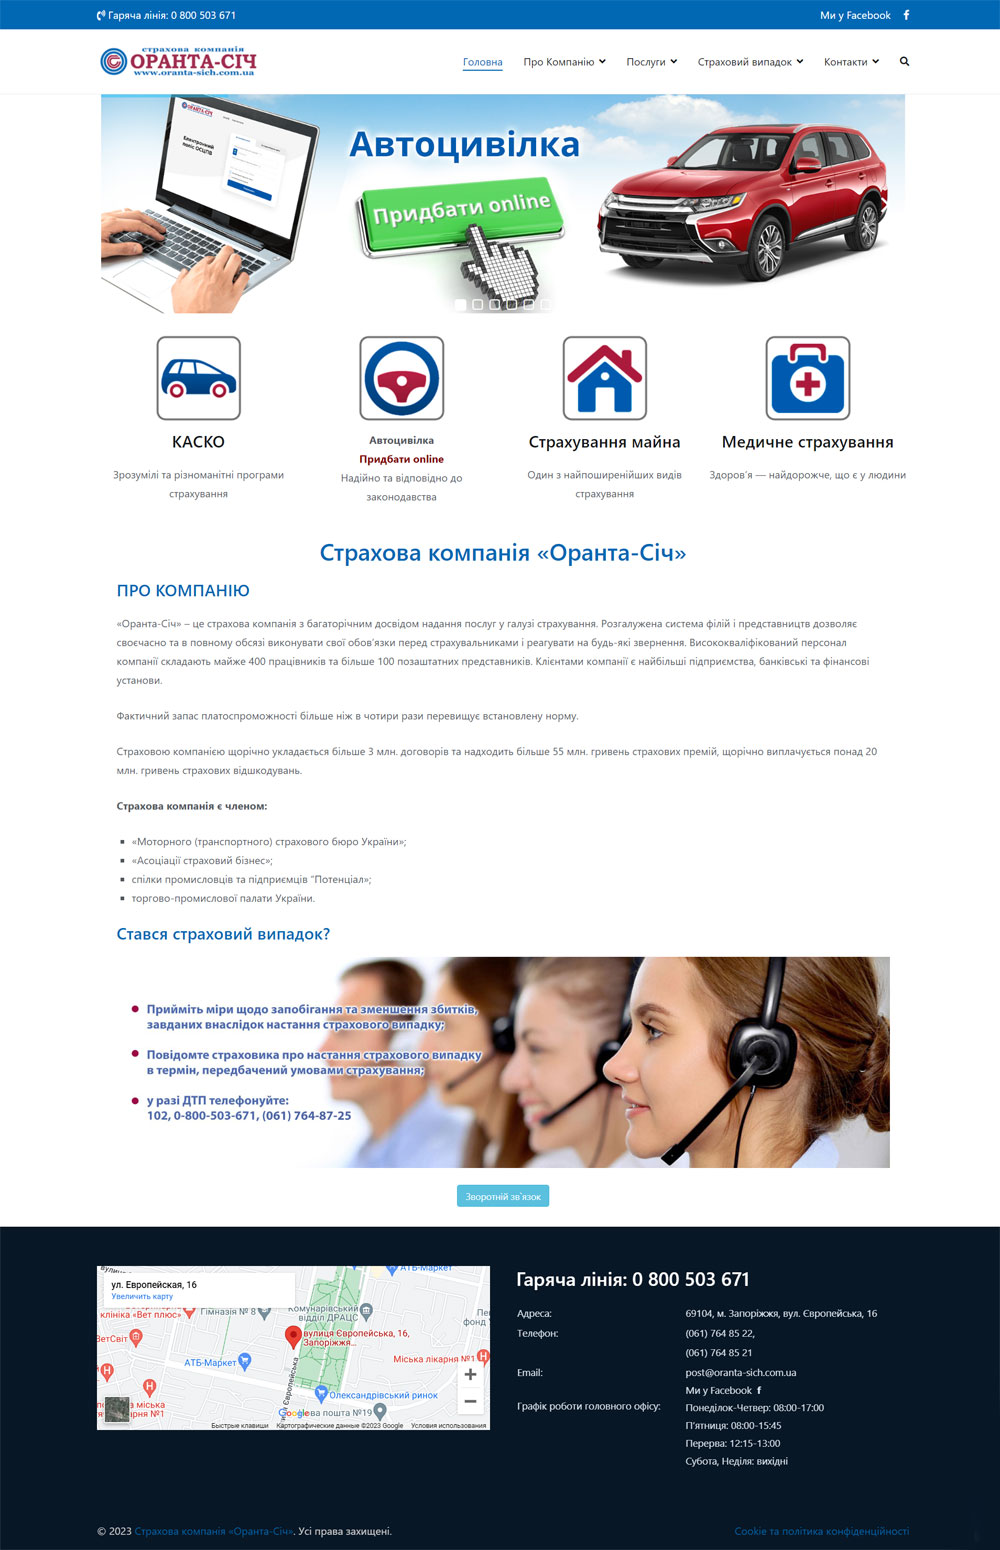 Гаряча лінія: 0 800 503 671
Ми у Facebook
страхова компанія
ОРАНТА-СІЧ
www.oranta-sich.com.ua
Головна
Про Компанію
Послуги
Страховий випадок
Контакти
ОРАНТА-СІЧ
Електронний
поліс ОСЦПВ
Автоцивілка
Придбати online
КАСКО
Зрозумілі та різноманітні програми
страхування
Автоцивілка
Придбати online
Надійно та відповідно до
законодавства
Страхування майна
Один з найпоширенійших видів
страхування
Медичне страхування
Здоров'я — найдорожче, що є у людини
Страхова компанія «Оранта-Січ»
ПРО КОМПАНІЮ
«Оранта-Січ» – це страхова компанія з багаторічним досвідом надання послуг у галузі страхування. Розгалужена система філій і представництв дозволяє
своєчасно та в повному обсязі виконувати свої обов'язки перед страхувальниками і реагувати на будь-які звернення. Висококваліфікований персонал
компанії складають майже 400 працівників та більше 100 позаштатних представників. Клієнтами компанії є найбільші підприємства, банківські та фінансові
установи.
Фактичний запас платоспроможності більше ніж в чотири рази перевищує встановлену норму.
Страховою компанією щорічно укладається більше 3 млн. договорів та надходить більше 55 млн. гривень страхових премій, щорічно виплачується понад 20
млн. гривень страхових відшкодувань.
Страхова компанія є членом:
«Моторного (транспортного) страхового бюро України»;
«Асоціації страховий бізнес»;
спілки промисловців та підприємців "Потенціал»;
торгово-промислової палати України.
Стався страховий випадок?
Прийміть міри щодо запобігання та зменшення збитків,
завданих внаслідок настання страхового випадку;
Повідомте страховика про настання страхового випадку
в термін, передбачений умовами страхування;
у разі ДТП телефонуйте:
102, 0-800-503-671, (061) 764-87-25
Зворотній зв'язок
ул. Европейская, 16
Увеличить карту
АТБ-Маркет
клініка «Вет плюс»
Гімназія № 8
Комунарівський
відділ ДРАЦС
ВетСвіт
вулиця Європейська, 16,
Запоріжжя...
АТБ-Маркет
Міська лікарня №1
вулиця Європейська
Олександрівський ринок
Google
Нова пошта №19
Быстрые клавиши
Картографические данные ©2023 Google
Условия использования
Гаряча лінія: 0 800 503 671
Адреса:
69104, м. Запоріжжя, вул. Європейська, 16
Телефон:
(061) 764 85 22,
(061) 764 85 21
Email:
post@oranta-sich.com.ua
Ми у Facebook
Графік роботи головного офісу:
Понеділок-Четвер: 08:00-17:00
П'ятниця: 08:00-15:45
Перерва: 12:15-13:00
Субота, Неділя: вихідні
© 2023 Страхова компанія «Оранта-Січ». Усі права захищені.
Cookie та політика конфіденційності